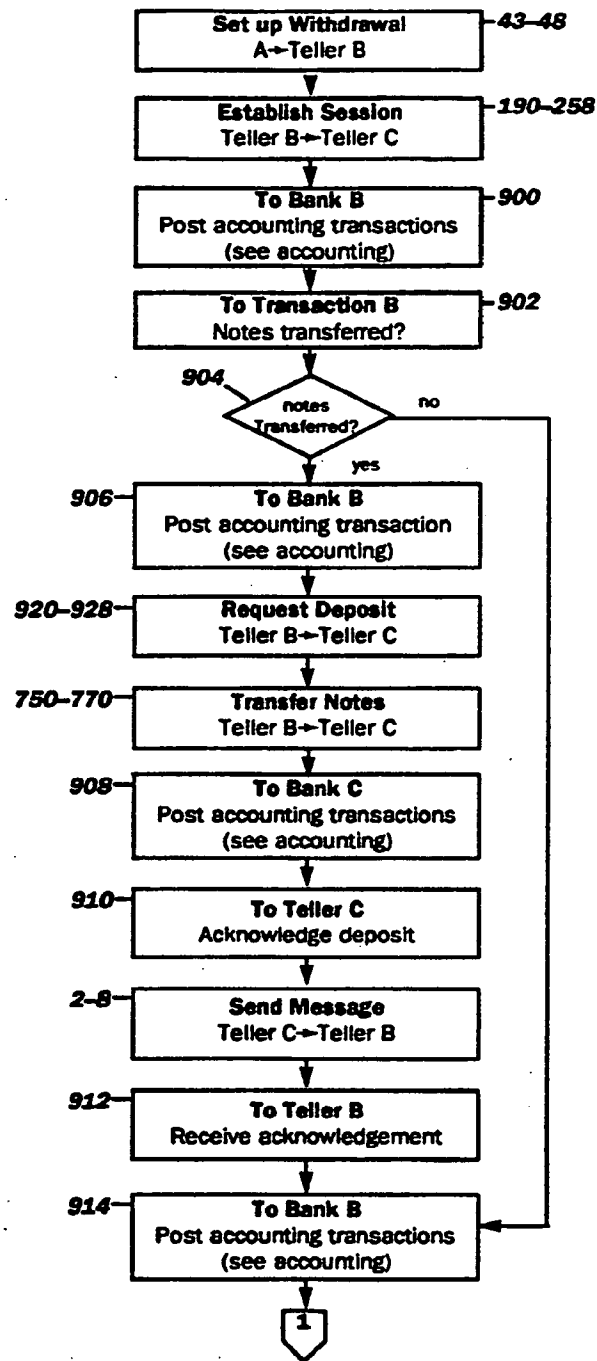 Set up Withdrawal
A→Teller B
43–48
Establish Session
Teller B→Teller C
190–258
To Bank B
Post accounting transactions
(see accounting)
900
To Transaction B
Notes transferred?
902
904
notes
Transferred?
no
yes
906
To Bank B
Post accounting transaction
(see accounting)
920–928
Request Deposit
Teller B→Teller C
750–770
Transfer Notes
Teller B→Teller C
908
To Bank C
Post accounting transactions
(see accounting)
910
To Teller C
Acknowledge deposit
2–8
Send Message
Teller C→Teller B
912
To Teller B
Receive acknowledgement
914
To Bank B
Post accounting transactions
(see accounting)
1